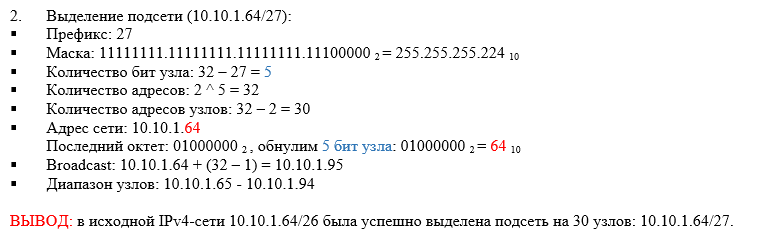 2. Выделение подсети (10.10.1.64/27):
▪ Префикс: 27
▪ Маска: 11111111.11111111.11111111.11100000 2 = 255.255.255.224 10
▪ Количество бит узла: 32 – 27 = 5
▪ Количество адресов: 2 ^ 5 = 32
▪ Количество адресов узлов: 32 – 2 = 30
▪ Адрес сети: 10.10.1.64
Последний октет: 01000000 2 , обнулим 5 бит узла: 01000000 2 = 64 10
▪ Broadcast: 10.10.1.64 + (32 – 1) = 10.10.1.95
▪ Диапазон узлов: 10.10.1.65 - 10.10.1.94
ВЫВОД: в исходной IPv4-сети 10.10.1.64/26 была успешно выделена подсеть на 30 узлов: 10.10.1.64/27.